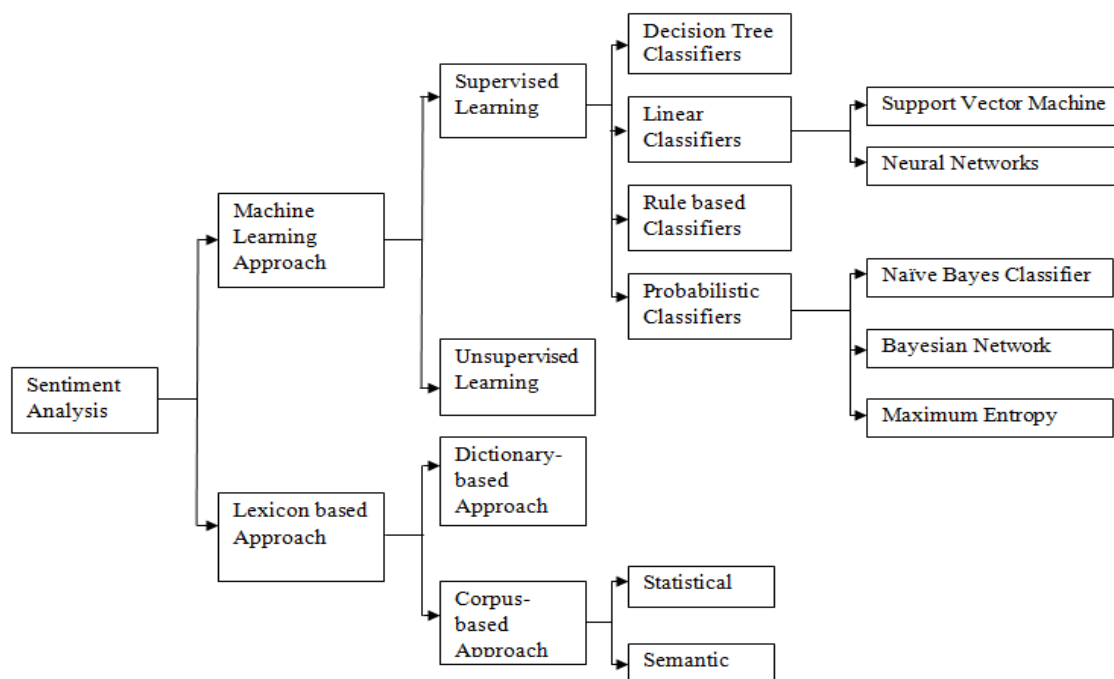 Decision Tree
Classifiers
Supervised
Learning
Linear
Classifiers
Support Vector Machine
Neural Networks
Rule based
Classifiers
Machine
Learning
Approach
Probabilistic
Classifiers
Naïve Bayes Classifier
Bayesian Network
Maximum Entropy
Unsupervised
Learning
Sentiment
Analysis
Dictionary-
based
Approach
Lexicon based
Approach
Corpus-
based
Approach
Statistical
Semantic